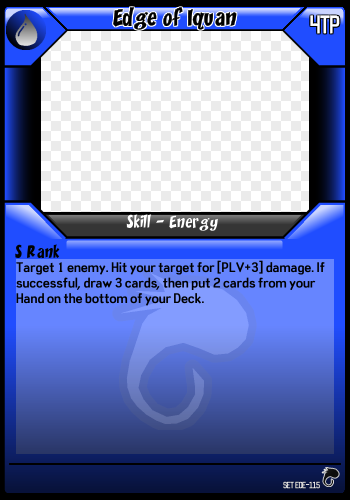 Edge of Iquan
4TP
Skill - Energy
S Rank
Target 1 enemy. Hit your target for [PLV+3] damage. If
successful, draw 3 cards, then put 2 cards from your
Hand on the bottom of your Deck.
SET EDE-115